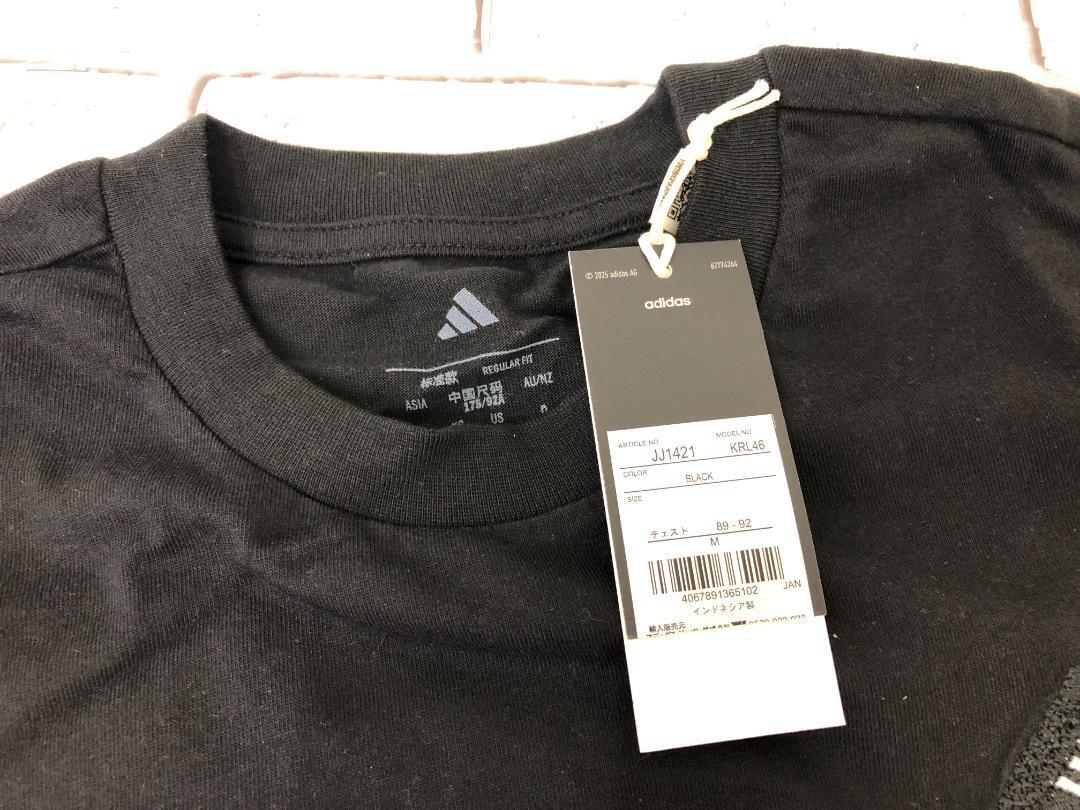 © 2025 adidas AG 62774264
adidas
ARTICLE NO MODEL NO
JJ1421 KRL46
COLOR
BLACK
SIZE
チェスト 89 - 92
M
4067891365102 JAN
インドネシア製
輸入販売元
标准款 REGULAR FIT
ASIA 中国尺码 AU/NZ
175/92A
US